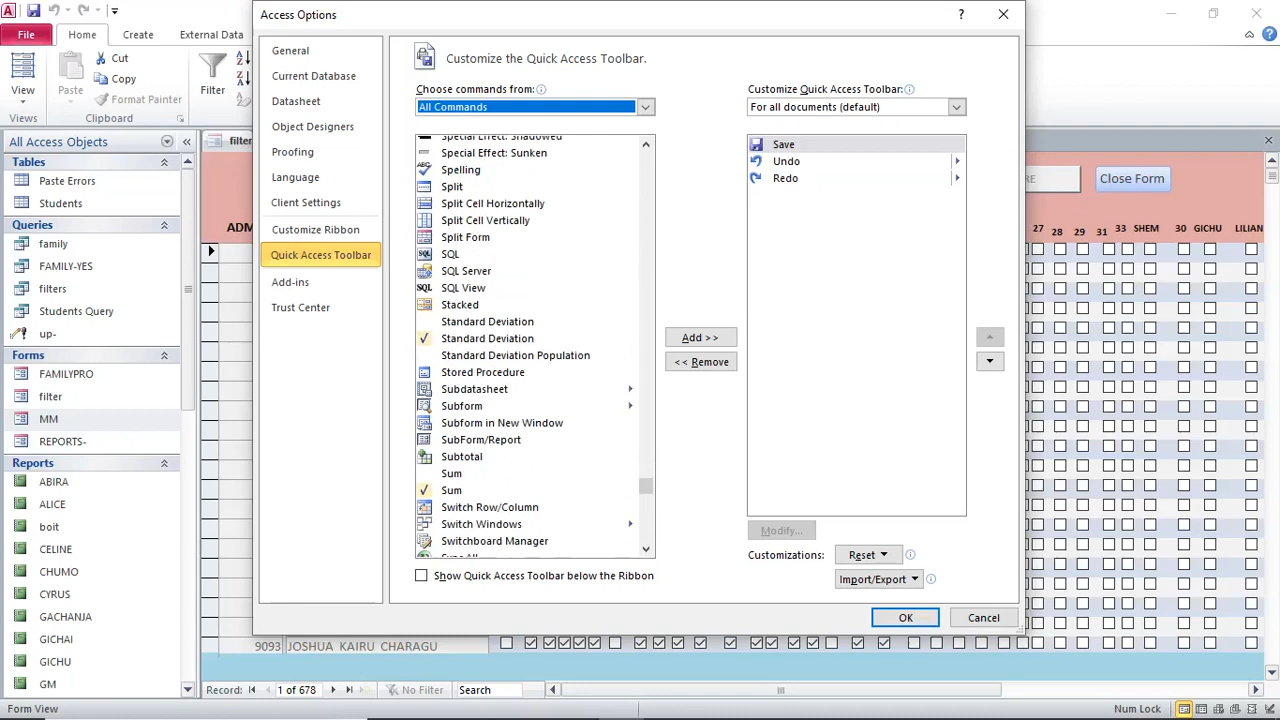 Access Options
?
File
Home
Create
External Data
View
Views
Paste
Cut
Copy
Format Painter
Clipboard
Filter
All Access Objects
Tables
Paste Errors
Students
Queries
family
FAMILY-YES
filters
Students Query
up-
Forms
FAMILYPRO
filter
MM
REPORTS-
Reports
ABIRA
ALICE
boit
CELINE
CHUMO
CYRUS
GACHANJA
GICHAI
GICHU
GM
General
Current Database
Datasheet
Object Designers
Proofing
Language
Client Settings
Customize Ribbon
Quick Access Toolbar
Add-ins
Trust Center
Customize the Quick Access Toolbar.
Choose commands from:
All Commands
Special Effect: Shadowed
Special Effect: Sunken
Spelling
Split
Split Cell Horizontally
Split Cell Vertically
Split Form
SQL
SQL Server
SQL View
Stacked
Standard Deviation
Standard Deviation
Standard Deviation Population
Stored Procedure
Subdatasheet
Subform
Subform in New Window
SubForm/Report
Subtotal
Sum
Sum
Switch Row/Column
Switch Windows
Switchboard Manager
Show Quick Access Toolbar below the Ribbon
Add >>
<< Remove
Customize Quick Access Toolbar:
For all documents (default)
Save
Undo
Redo
Modify...
Customizations:
Reset
Import/Export
OK
Cancel
filter
ADM
Close Form
27 28 29 31 33 SHEM 30 GICHU LILIAN
9093 JOSHUA KAIRU CHARAGU
Record: 1 of 678 No Filter Search
Form View
Num Lock